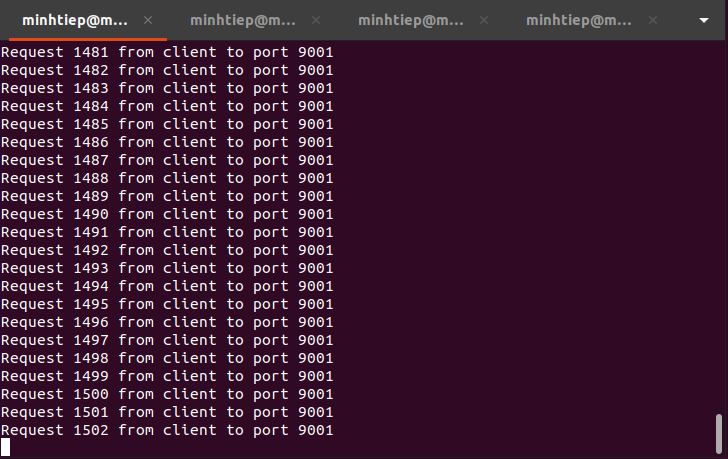 minhtiep@m... × minhtiep@m... × minhtiep@m... × minhtiep@m... ×
Request 1481 from client to port 9001
Request 1482 from client to port 9001
Request 1483 from client to port 9001
Request 1484 from client to port 9001
Request 1485 from client to port 9001
Request 1486 from client to port 9001
Request 1487 from client to port 9001
Request 1488 from client to port 9001
Request 1489 from client to port 9001
Request 1490 from client to port 9001
Request 1491 from client to port 9001
Request 1492 from client to port 9001
Request 1493 from client to port 9001
Request 1494 from client to port 9001
Request 1495 from client to port 9001
Request 1496 from client to port 9001
Request 1497 from client to port 9001
Request 1498 from client to port 9001
Request 1499 from client to port 9001
Request 1500 from client to port 9001
Request 1501 from client to port 9001
Request 1502 from client to port 9001